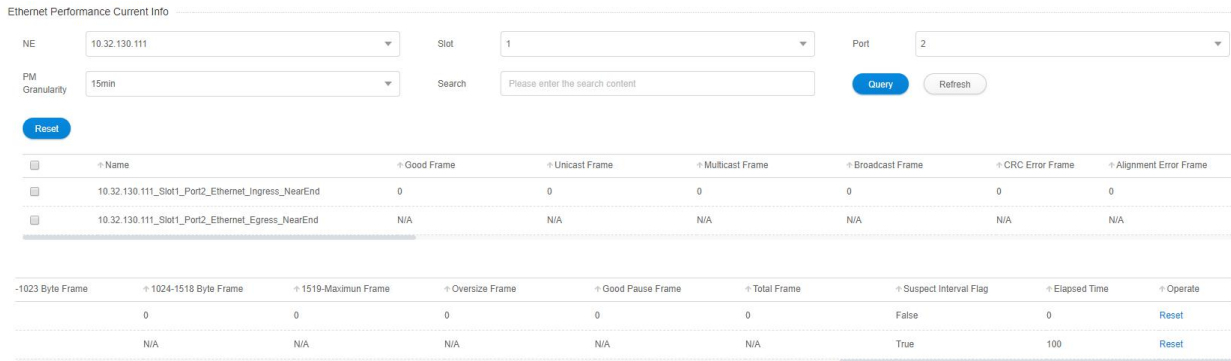 Ethernet Performance Current Info
NE 10.32.130.111 Slot 1 Port 2
PM Granularity 15min Search Please enter the search content Query Refresh
Reset
Name Good Frame Unicast Frame Multicast Frame Broadcast Frame CRC Error Frame Alignment Error Frame
10.32.130.111_Slot1_Port2_Ethernet_Ingress_NearEnd 0 0 0 0 0 0
10.32.130.111_Slot1_Port2_Ethernet_Egress_NearEnd N/A N/A N/A N/A N/A N/A
-1023 Byte Frame 1024-1518 Byte Frame 1519-Maximun Frame Oversize Frame Good Pause Frame Total Frame Suspect Interval Flag Elapsed Time Operate
0 0 0 0 0 False 0 Reset
N/A N/A N/A N/A N/A True 100 Reset